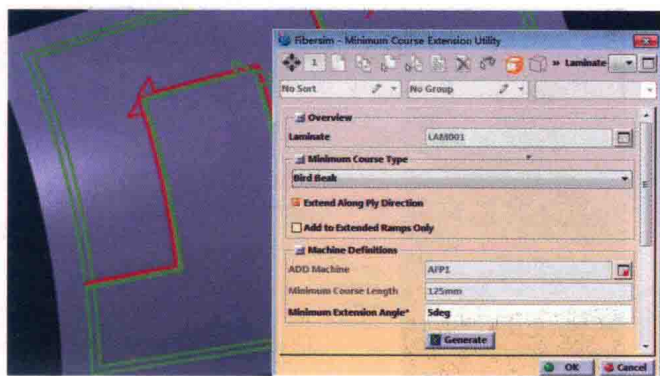 Fibersim - Minimum Course Extension Utility
1 » Laminate
No Sort No Group
Overview
Laminate LAM001
Minimum Course Type
Bird Beak
Extend Along Ply Direction
Add to Extended Ramps Only
Machine Definitions
ADD Machine AFP1
Minimum Course Length 125mm
Minimum Extension Angle* 5deg
Generate
OK Cancel